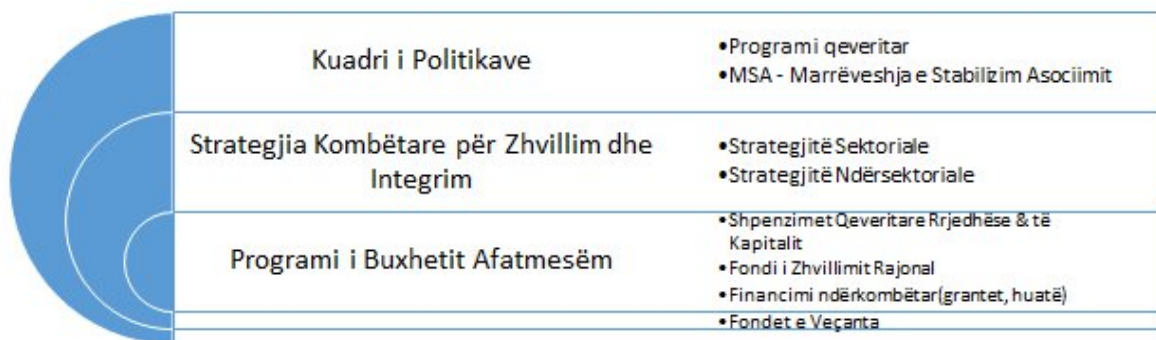 Kuadri i Politikave
•Programi qeveritar
•MSA - Marrëveshja e Stabilizim Asociimit
Strategjia Kombëtare për Zhvillim dhe
Integrim
•Strategjitë Sektoriale
•Strategjitë Ndërsektoriale
Programi i Buxhetit Afatmesëm
•Shpenzimet Qeveritare Rrjedhëse & të
Kapitalit
•Fondi i Zhvillimit Rajonal
•Financimi ndërkombëtar(grantet, huatë)
•Fondet e Veçanta